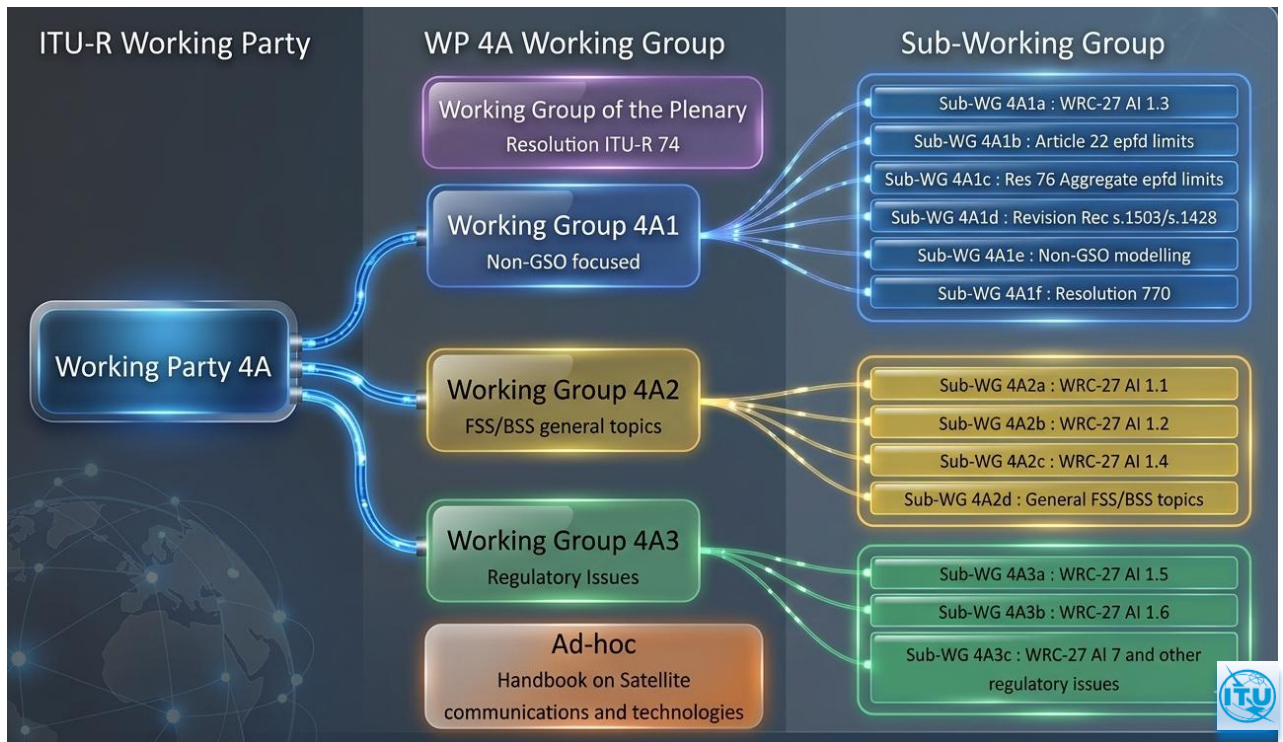 ITU-R Working Party
WP 4A Working Group
Sub-Working Group
Working Party 4A
Working Group of the Plenary
Resolution ITU-R 74
Working Group 4A1
Non-GSO focused
Sub-WG 4A1a : WRC-27 AI 1.3
Sub-WG 4A1b : Article 22 epfd limits
Sub-WG 4A1c : Res 76 Aggregate epfd limits
Sub-WG 4A1d : Revision Rec s.1503/s.1428
Sub-WG 4A1e : Non-GSO modelling
Sub-WG 4A1f : Resolution 770
Working Group 4A2
FSS/BSS general topics
Sub-WG 4A2a : WRC-27 AI 1.1
Sub-WG 4A2b : WRC-27 AI 1.2
Sub-WG 4A2c : WRC-27 AI 1.4
Sub-WG 4A2d : General FSS/BSS topics
Working Group 4A3
Regulatory Issues
Sub-WG 4A3a : WRC-27 AI 1.5
Sub-WG 4A3b : WRC-27 AI 1.6
Sub-WG 4A3c : WRC-27 AI 7 and other
regulatory issues
Ad-hoc
Handbook on Satellite
communications and technologies
ITU